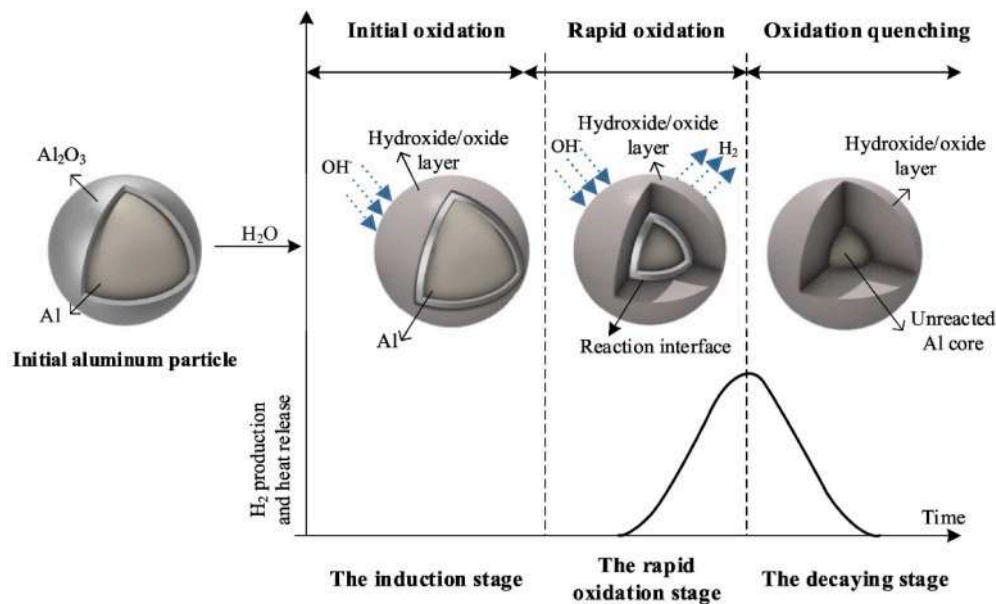 Initial oxidation
Rapid oxidation
Oxidation quenching
Al₂O₃
Al
Initial aluminum particle
H₂O
OH⁻
Hydroxide/oxide
layer
Al
OH⁻
Hydroxide/oxide
layer
H₂
Reaction interface
Hydroxide/oxide
layer
Unreacted
Al core
H₂ production
and heat release
Time
The induction stage
The rapid
oxidation stage
The decaying stage